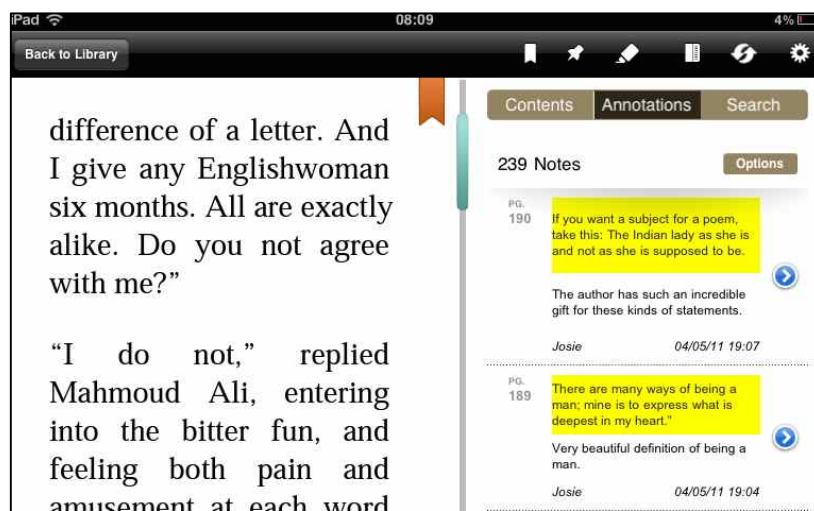 iPad 08:09 4%
Back to Library
difference of a letter. And
I give any Englishwoman
six months. All are exactly
alike. Do you not agree
with me?”
“I do not,” replied
Mahmoud Ali, entering
into the bitter fun, and
feeling both pain and
amusement at each word
Contents Annotations Search
239 Notes Options
PG.
190
If you want a subject for a poem,
take this: The Indian lady as she is
and not as she is supposed to be.
The author has such an incredible
gift for these kinds of statements.
Josie 04/05/11 19:07
PG.
189
There are many ways of being a
man; mine is to express what is
deepest in my heart.”
Very beautiful definition of being a
man.
Josie 04/05/11 19:04